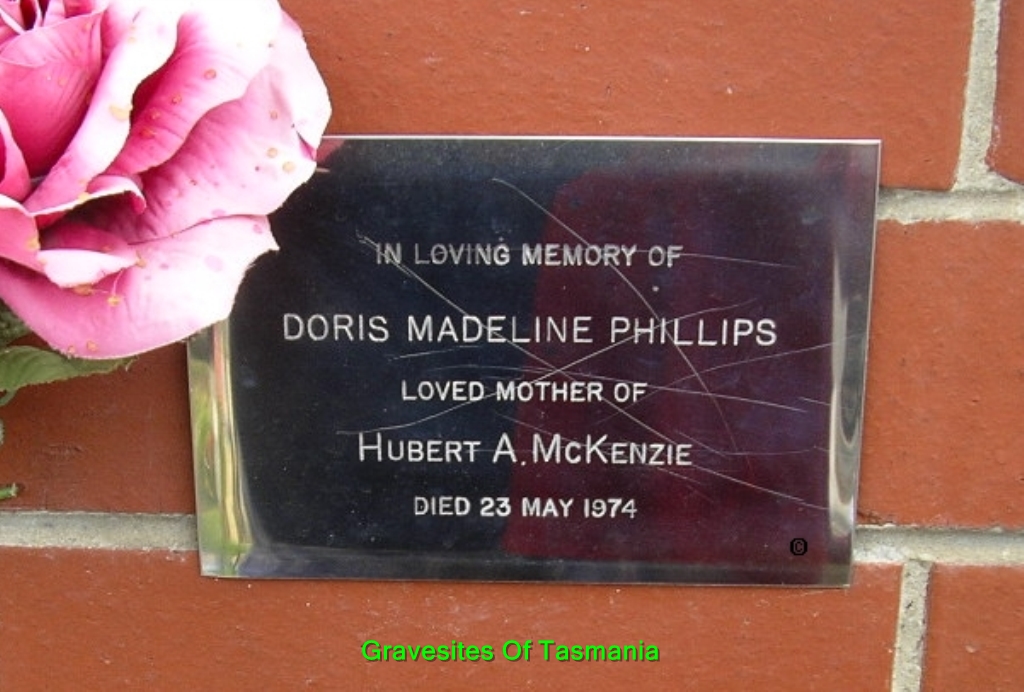 IN LOVING MEMORY OF
DORIS MADELINE PHILLIPS
LOVED MOTHER OF
HUBERT A. MCKENZIE
DIED 23 MAY 1974
©
Gravesites Of Tasmania